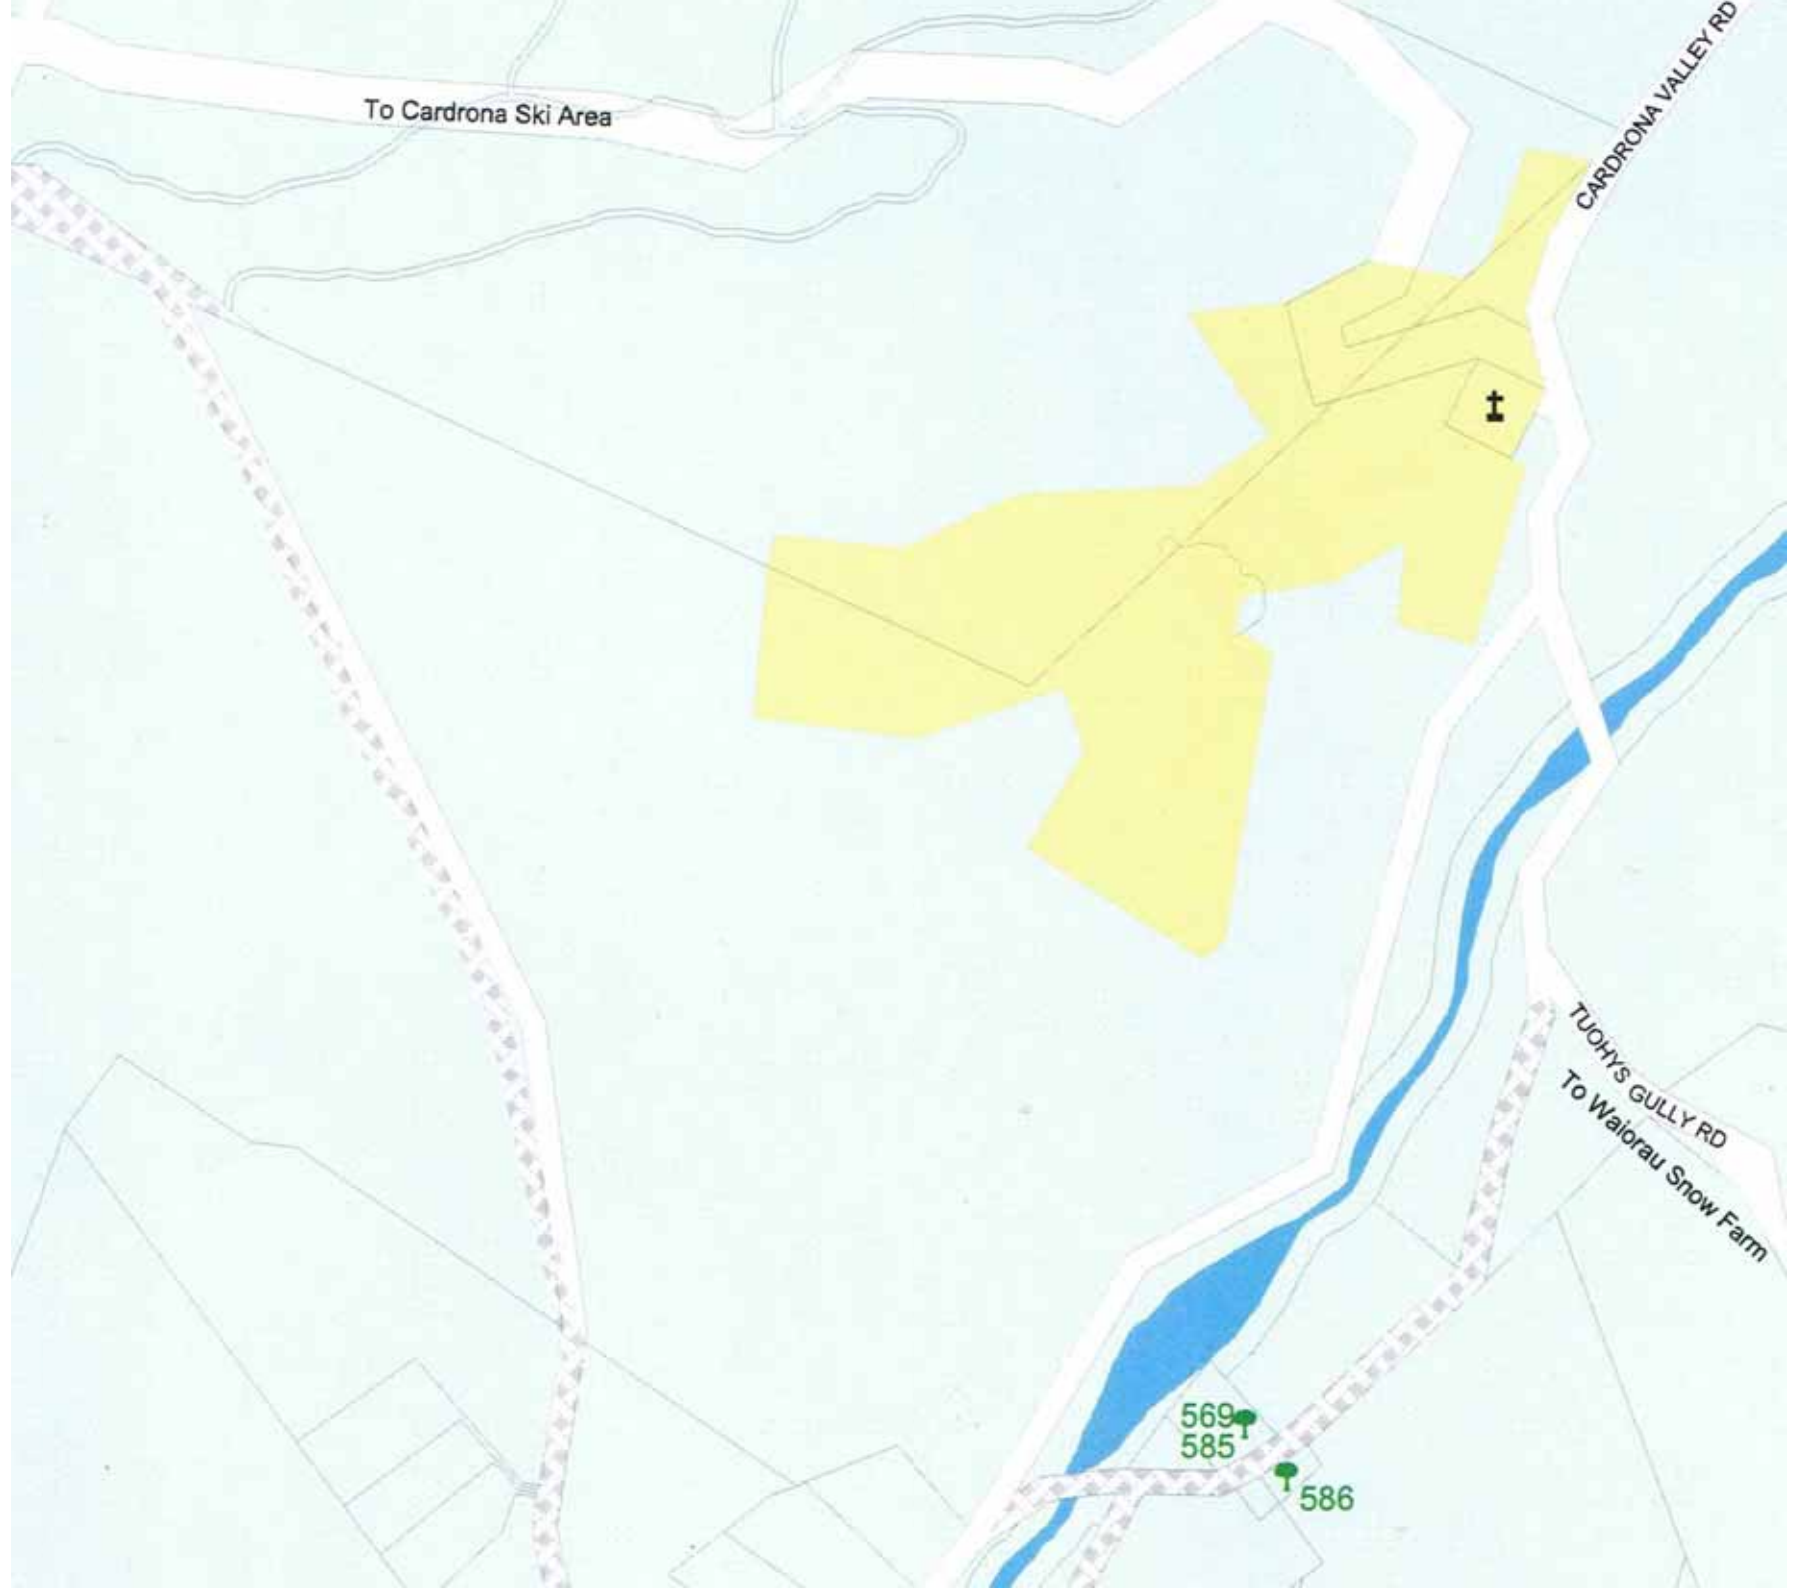 To Cardrona Ski Area
CARDRONA VALLEY RD
TUOHYS GULLY RD
To Waiorau Snow Farm
569
585
586